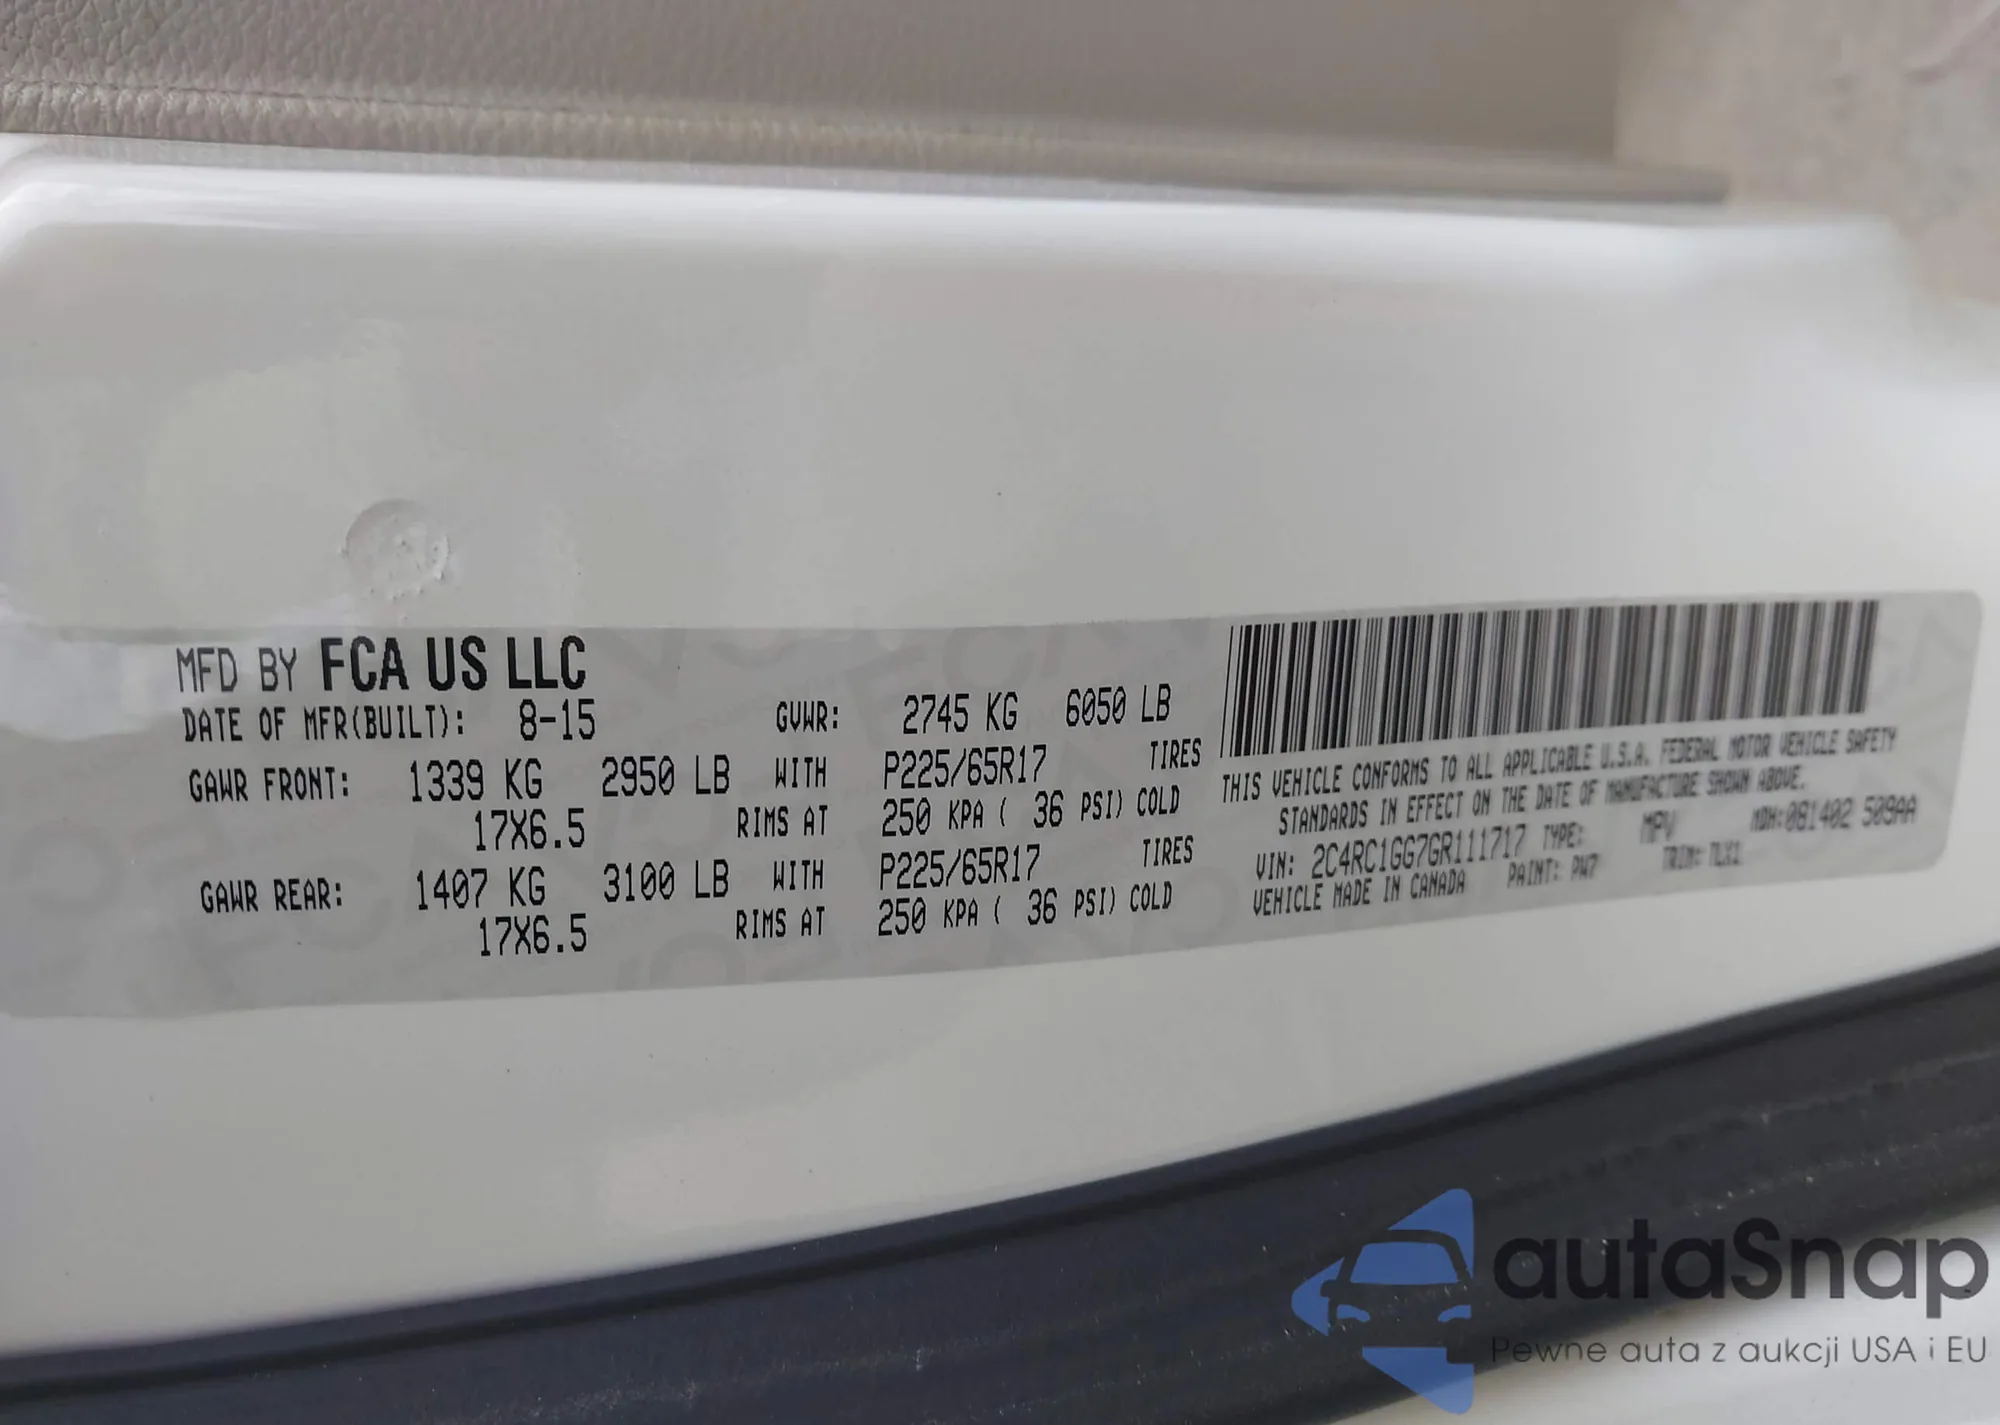 MFD BY FCA US LLC
DATE OF MFR(BUILT): 8-15 GVWR: 2745 KG 6050 LB
GAWR FRONT: 1339 KG 2950 LB WITH P225/65R17 TIRES
17X6.5 RIMS AT 250 KPA ( 36 PSI) COLD
GAWR REAR: 1407 KG 3100 LB WITH P225/65R17 TIRES
17X6.5 RIMS AT 250 KPA ( 36 PSI) COLD
THIS VEHICLE CONFORMS TO ALL APPLICABLE U.S.A. FEDERAL MOTOR VEHICLE SAFETY
STANDARDS IN EFFECT ON THE DATE OF MANUFACTURE SHOWN ABOVE.
VIN: 2C4RC1GG7GR111717 TYPE: MPV MDH:081402 509AA
VEHICLE MADE IN CANADA PAINT: PW7 TRIM:
autaSnap
Pewne auta z aukcji USA i EU